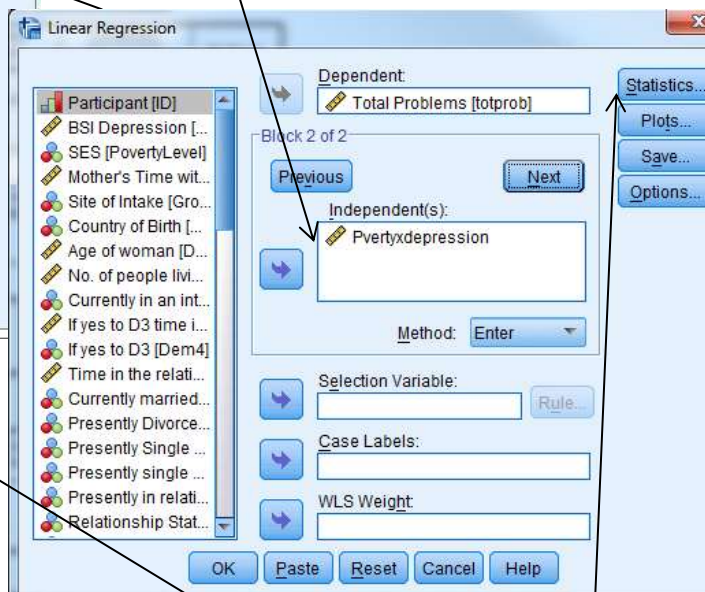 Linear Regression
Participant [ID]
BSI Depression [...
SES [PovertyLevel]
Mother's Time wit...
Site of Intake [Gro...
Country of Birth [...
Age of woman [D...
No. of people livi...
Currently in an int...
If yes to D3 time i...
If yes to D3 [Dem4]
Time in the relati...
Currently married...
Presently Divorce...
Presently Single ...
Presently single ...
Presently in relati...
Relationship Stat...
Dependent:
Total Problems [totprob]
Block 2 of 2
Previous
Next
Independent(s):
Pvertyxdepression
Method: Enter
Selection Variable:
Rule...
Case Labels:
WLS Weight:
Statistics...
Plots...
Save...
Options...
OK Paste Reset Cancel Help